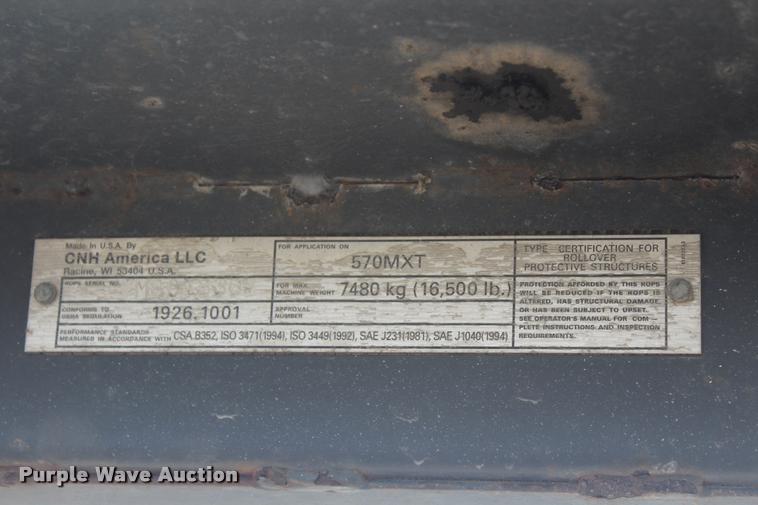 Made in U.S.A. By
CNH America LLC
Racine, WI 53404 U.S.A.
ROPS SERIAL NO.
CONFORMS TO
OSHA REGULATION 1926.1001
PERFORMANCE STANDARDS
MEASURED IN ACCORDANCE WITH CSA B352, ISO 3471(1994), ISO 3449(1992), SAE J231(1981), SAE J1040(1994)
FOR APPLICATION ON
570MXT
FOR MAX.
MACHINE WEIGHT 7480 kg (16,500 lb.)
APPROVAL
NUMBER
TYPE CERTIFICATION FOR
ROLLOVER
PROTECTIVE STRUCTURES
PROTECTION AFFORDED BY THIS ROPS
WILL BE REDUCED IF THE ROPS IS
ALTERED, HAS STRUCTURAL DAMAGE
OR HAS BEEN SUBJECT TO UPSET.
SEE OPERATOR'S MANUAL FOR COM –
PLETE INSTRUCTIONS AND INSPECTION
REQUIREMENTS.
Purple Wave Auction